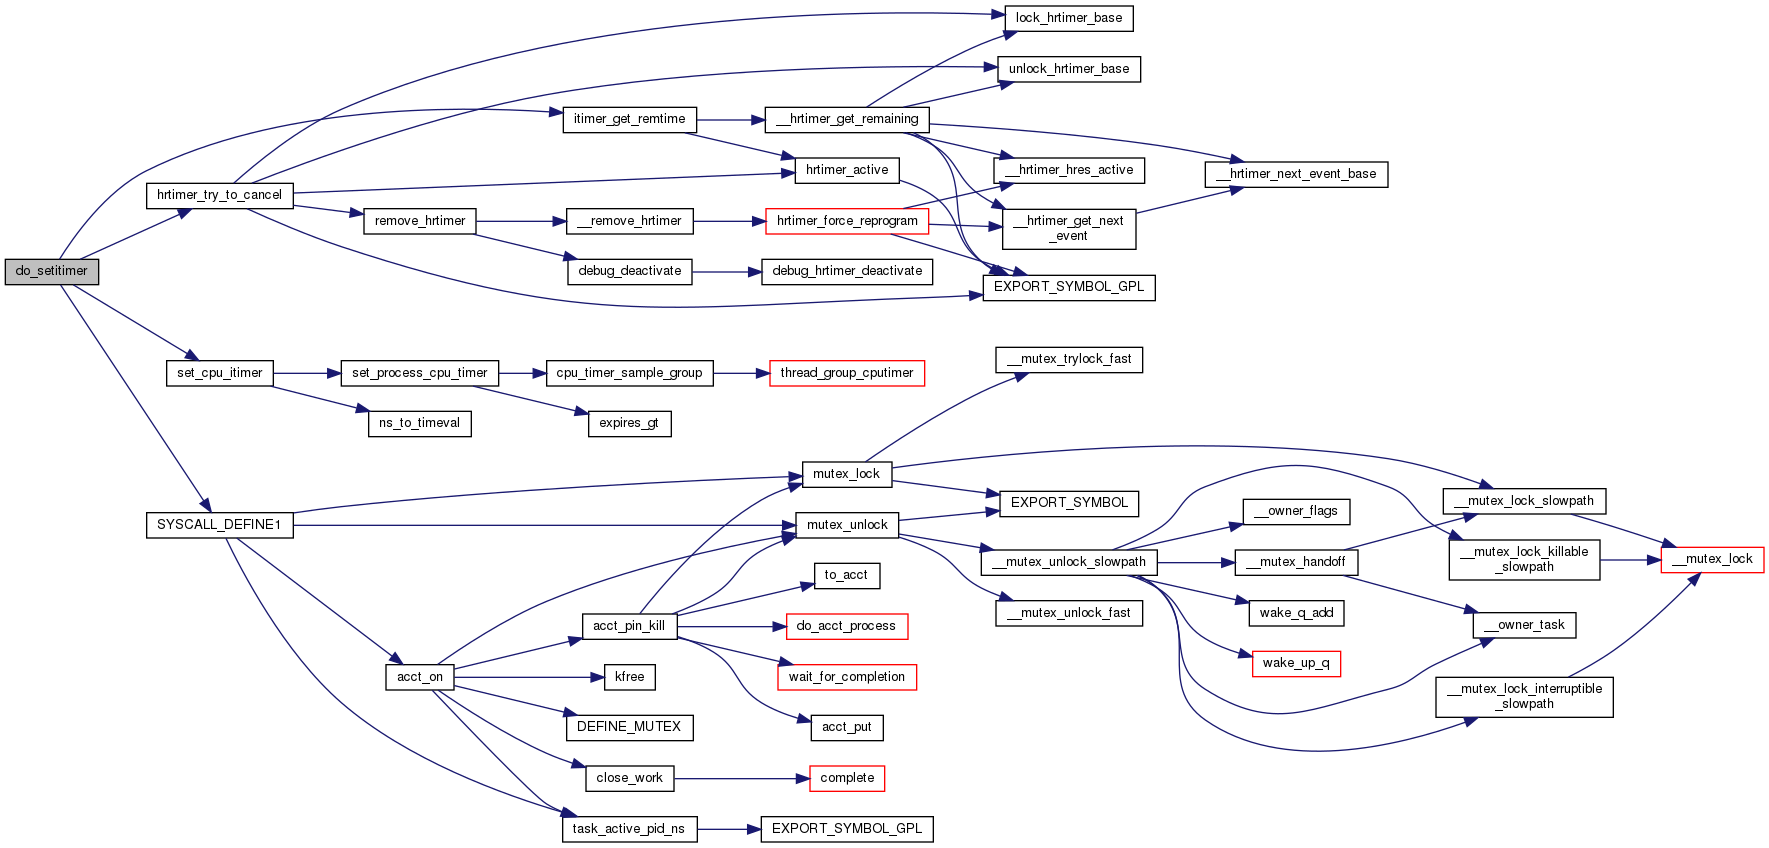 lock_hrtimer_base
unlock_hrtimer_base
itimer_get_remtime
__hrtimer_get_remaining
hrtimer_active
__hrtimer_hres_active
__hrtimer_next_event_base
hrtimer_try_to_cancel
remove_hrtimer
__remove_hrtimer
hrtimer_force_reprogram
__hrtimer_get_next
_event
do_setitimer
debug_deactivate
debug_hrtimer_deactivate
EXPORT_SYMBOL_GPL
__mutex_trylock_fast
set_cpu_itimer
set_process_cpu_timer
cpu_timer_sample_group
thread_group_cputimer
ns_to_timeval
expires_gt
mutex_lock
EXPORT_SYMBOL
__mutex_lock_slowpath
SYSCALL_DEFINE1
mutex_unlock
__owner_flags
__mutex_unlock_slowpath
__mutex_handoff
__mutex_lock_killable
_slowpath
__mutex_lock
to_acct
__mutex_unlock_fast
wake_q_add
acct_pin_kill
do_acct_process
__owner_task
acct_on
kfree
wait_for_completion
wake_up_q
__mutex_lock_interruptible
_slowpath
DEFINE_MUTEX
acct_put
close_work
complete
task_active_pid_ns
EXPORT_SYMBOL_GPL